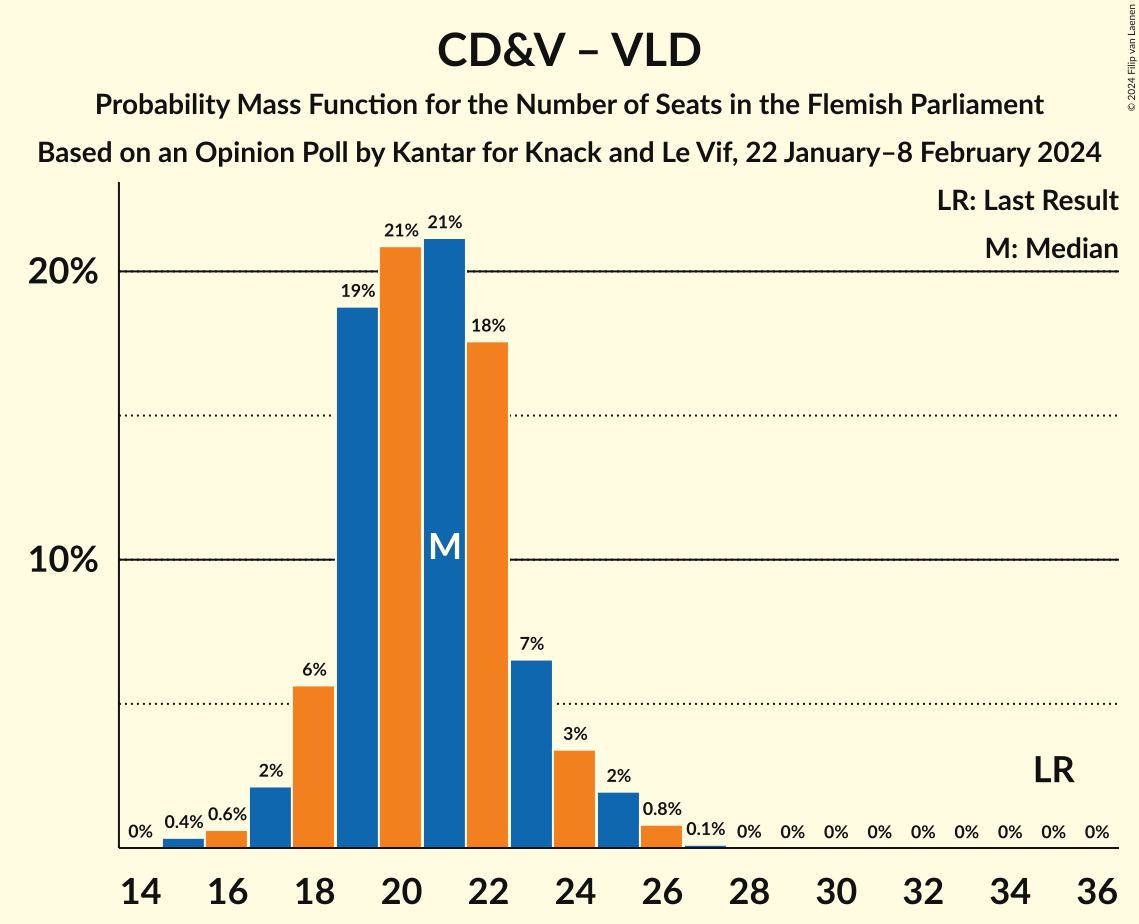 CD&V – VLD
Probability Mass Function for the Number of Seats in the Flemish Parliament
Based on an Opinion Poll by Kantar for Knack and Le Vif, 22 January–8 February 2024
© 2024 Filip van Laenen
LR: Last Result
M: Median
20%
10%
0%
0.4%
0.6%
2%
6%
19%
21%
21%
18%
7%
3%
2%
0.8%
0.1%
0%
0%
0%
0%
0%
0%
0%
0%
0%
M
LR
14 16 18 20 22 24 26 28 30 32 34 36